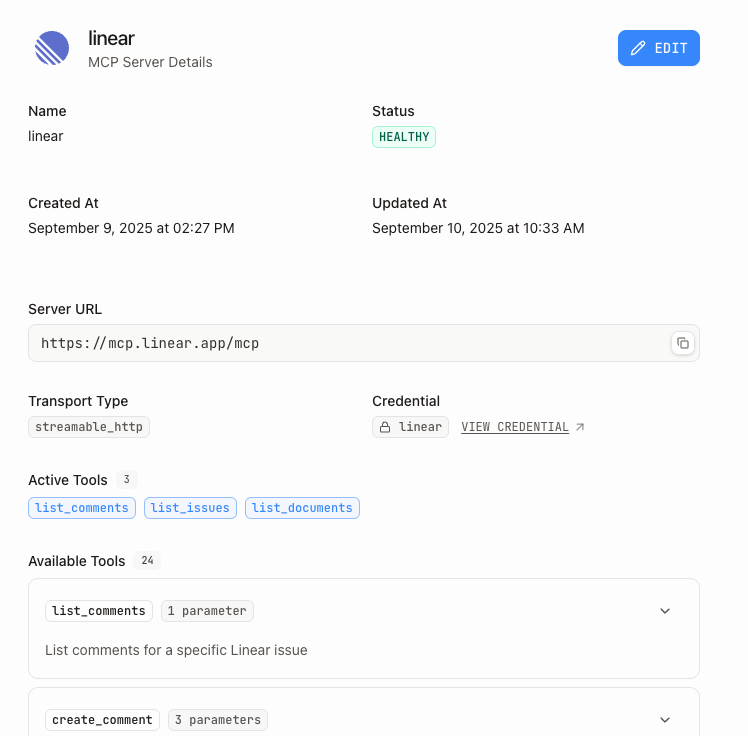 linear
MCP Server Details
EDIT
Name
Status
linear
HEALTHY
Created At
Updated At
September 9, 2025 at 02:27 PM
September 10, 2025 at 10:33 AM
Server URL
https://mcp.linear.app/mcp
Transport Type
Credential
streamable_http
linear VIEW CREDENTIAL
Active Tools 3
list_comments list_issues list_documents
Available Tools 24
list_comments 1 parameter
List comments for a specific Linear issue
create_comment 3 parameters